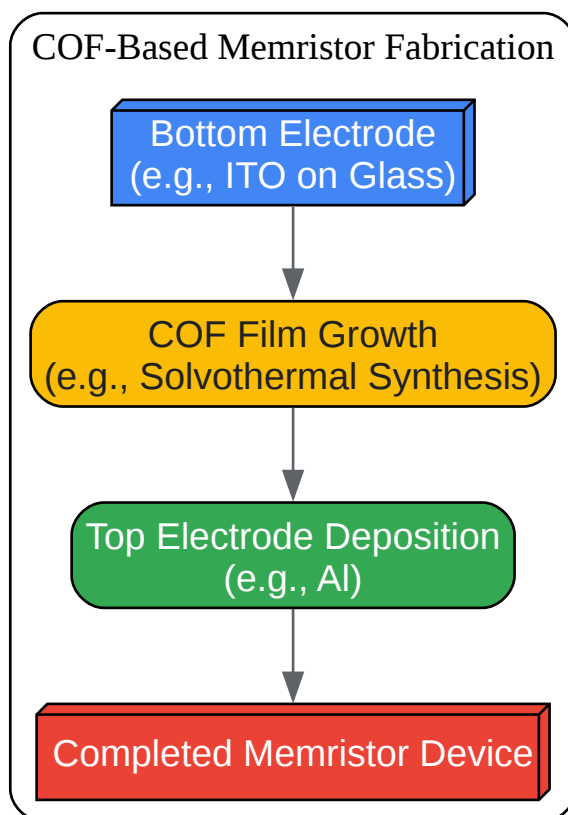 COF-Based Memristor Fabrication
Bottom Electrode
(e.g., ITO on Glass)
COF Film Growth
(e.g., Solvothermal Synthesis)
Top Electrode Deposition
(e.g., Al)
Completed Memristor Device